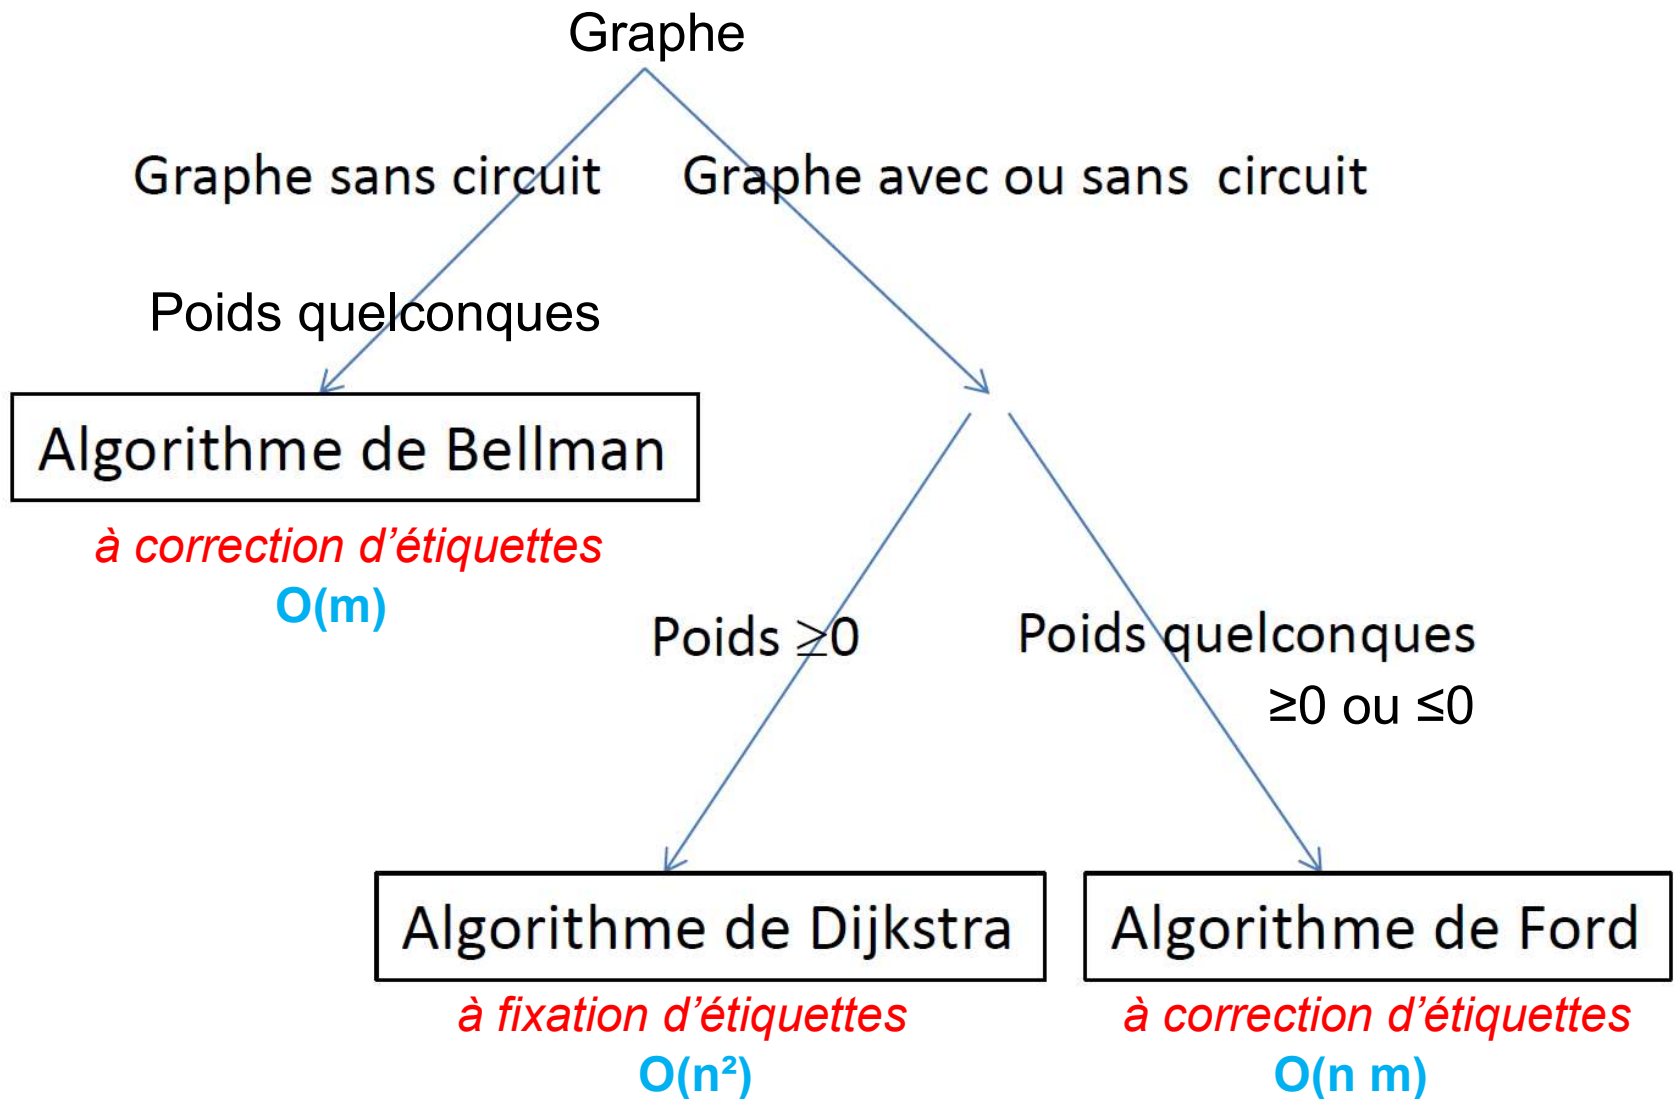 Graphe
Graphe sans circuit
Graphe avec ou sans circuit
Poids quelconques
Algorithme de Bellman
à correction d’étiquettes
O(m)
Poids ≥0
Poids quelconques
≥0 ou ≤0
Algorithme de Dijkstra
à fixation d’étiquettes
O(n²)
Algorithme de Ford
à correction d’étiquettes
O(n m)